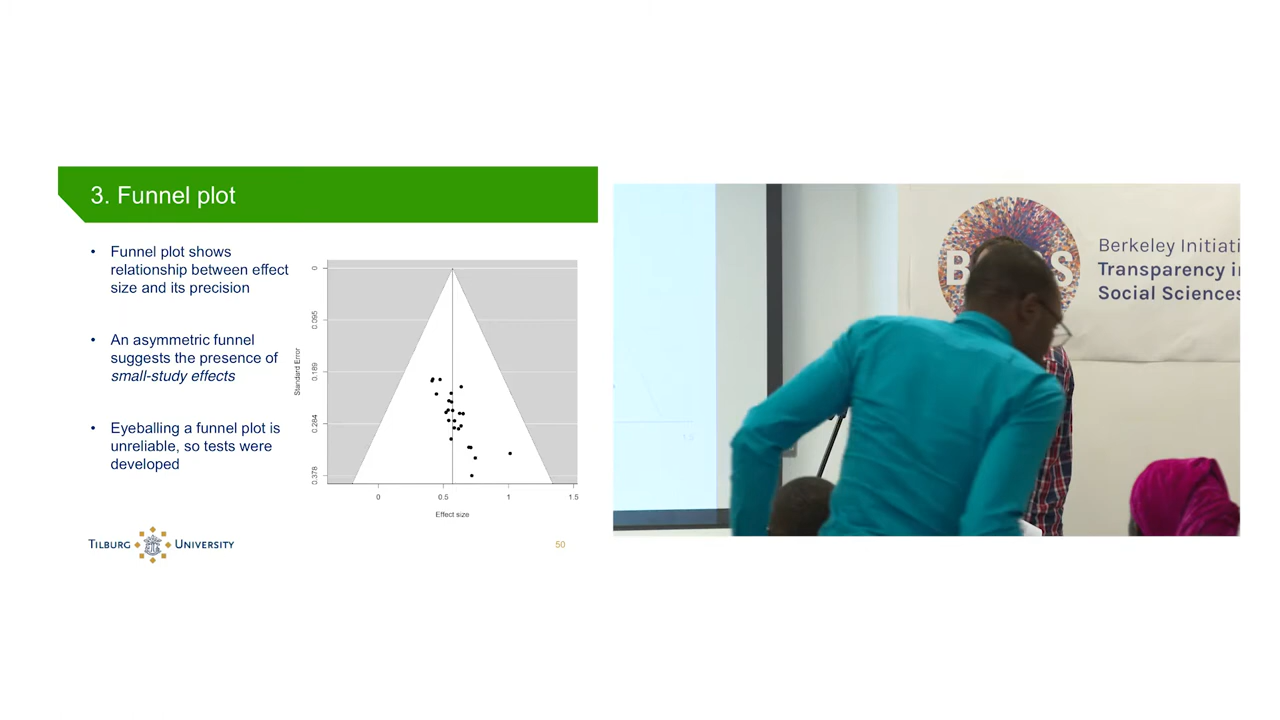 3. Funnel plot
• Funnel plot shows
relationship between effect
size and its precision
• An asymmetric funnel
suggests the presence of
small-study effects
• Eyeballing a funnel plot is
unreliable, so tests were
developed
Standard Error
0
0.095
0.189
0.284
0.378
0 0.5 1 1.5
Effect size
TILBURG UNIVERSITY
50
Berkeley Initiati
Transparency i
Social Sciences